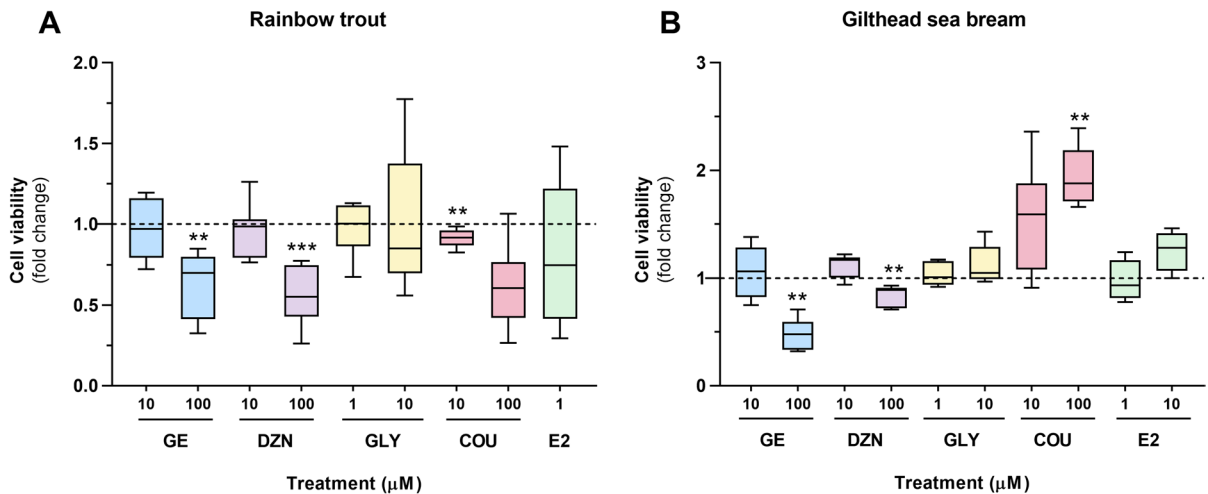 A
Rainbow trout
Cell viability
(fold change)
2.0
1.5
1.0
0.5
0.0
**
***
**
10 100 10 100 1 10 10 100 1
GE DZN GLY COU E2
Treatment (μM)
B
Gilthead sea bream
Cell viability
(fold change)
3
2
1
0
**
**
**
10 100 10 100 1 10 10 100 1 10
GE DZN GLY COU E2
Treatment (μM)